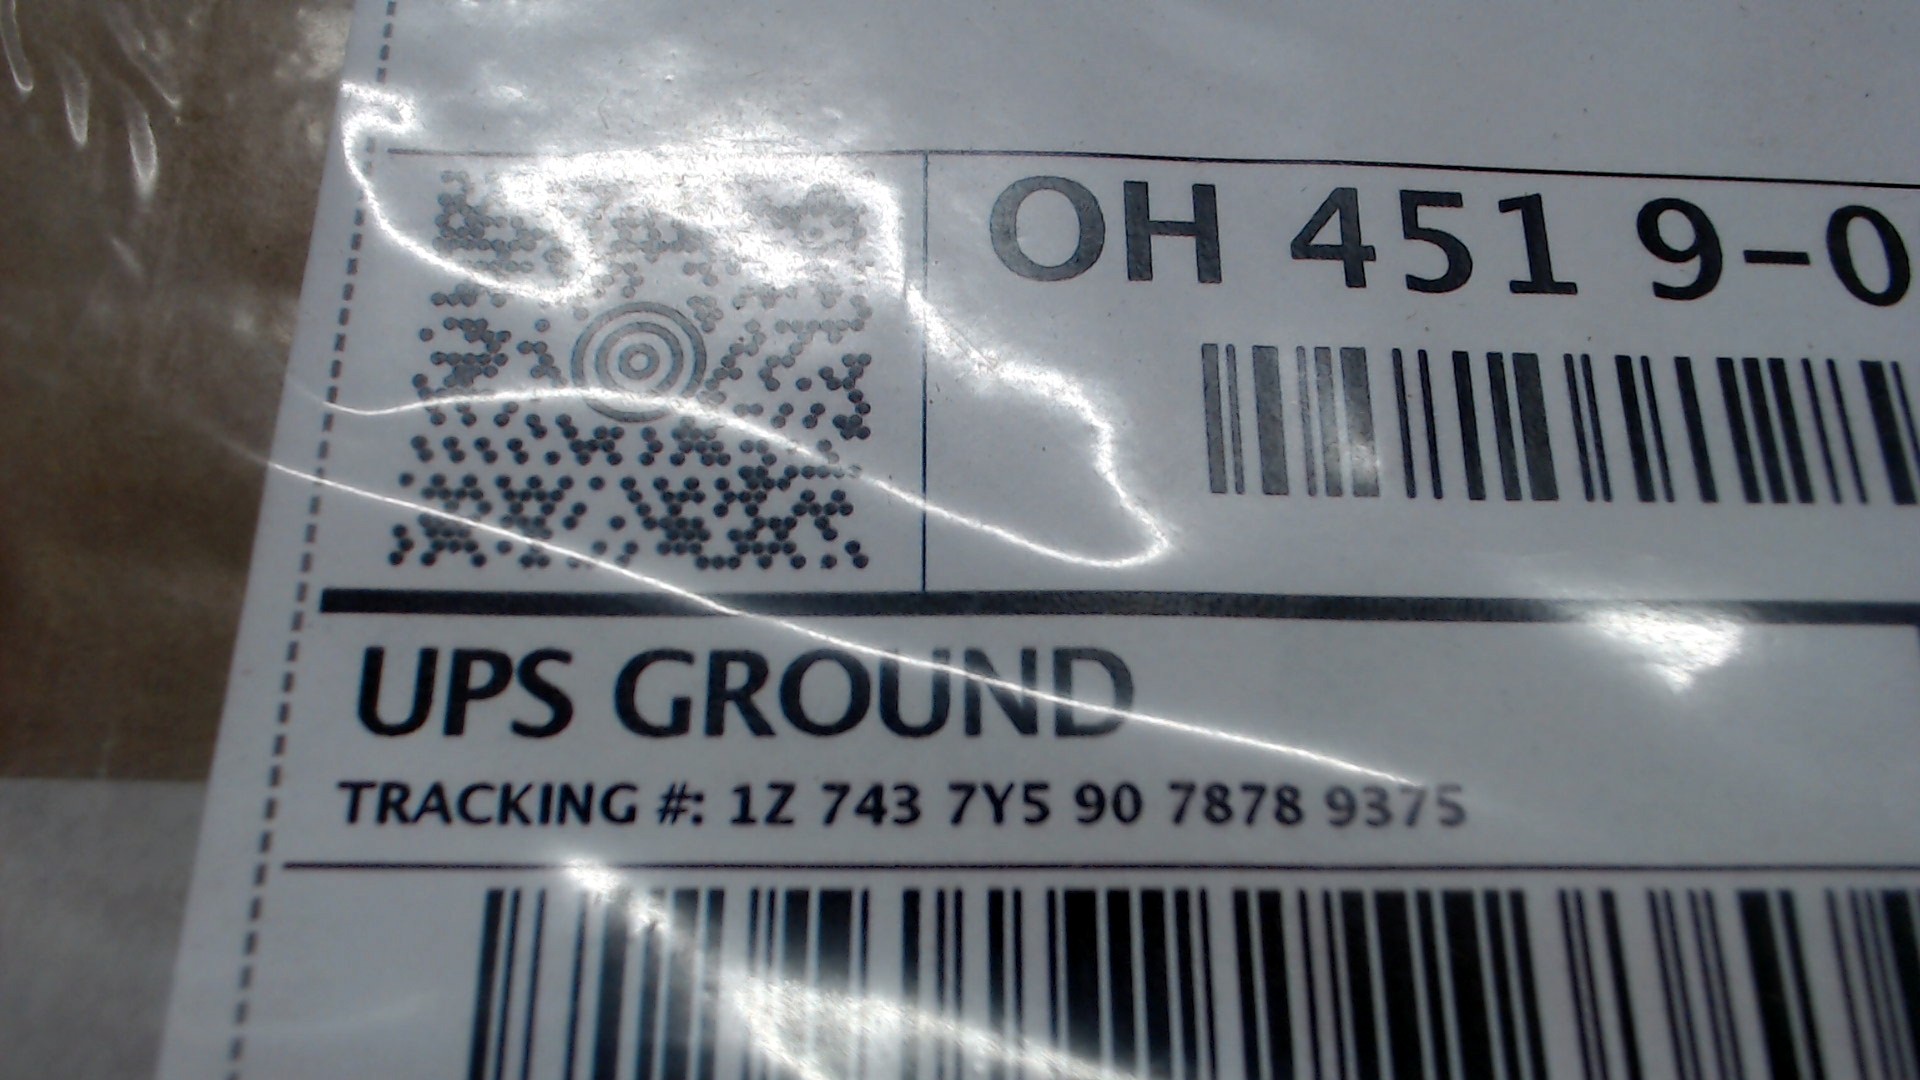 OH 451 9-0
UPS GROUND
TRACKING #: 1Z 743 7Y5 90 7878 9375